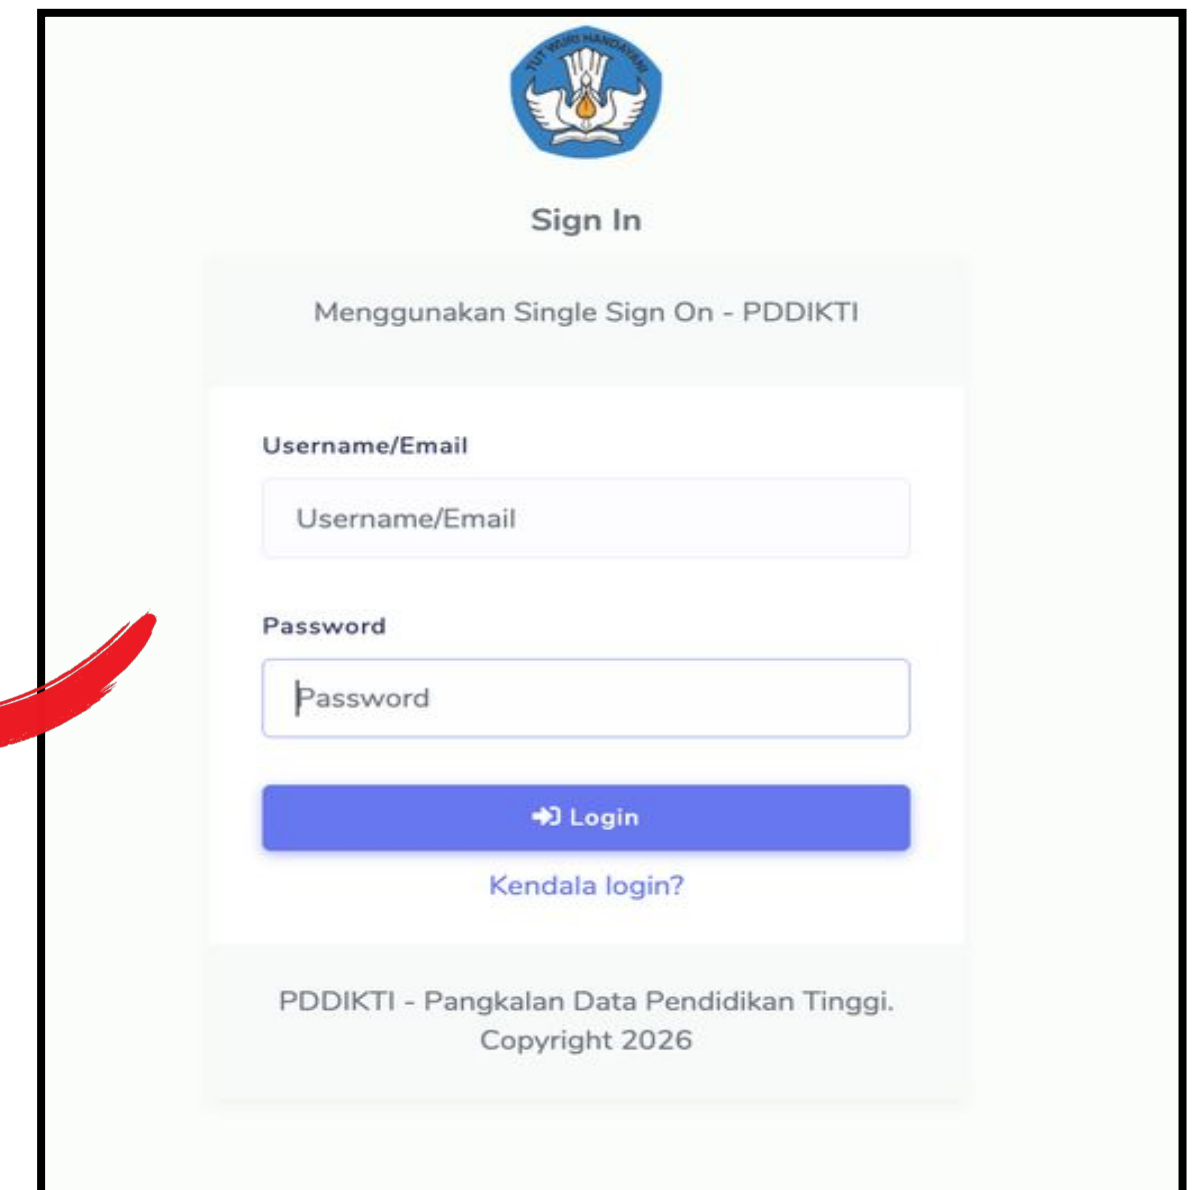 TUT WURI HANDAYANI
Sign In
Menggunakan Single Sign On - PDDIKTI
Username/Email
Username/Email
Password
Password
Login
Kendala login?
PDDIKTI - Pangkalan Data Pendidikan Tinggi.
Copyright 2026